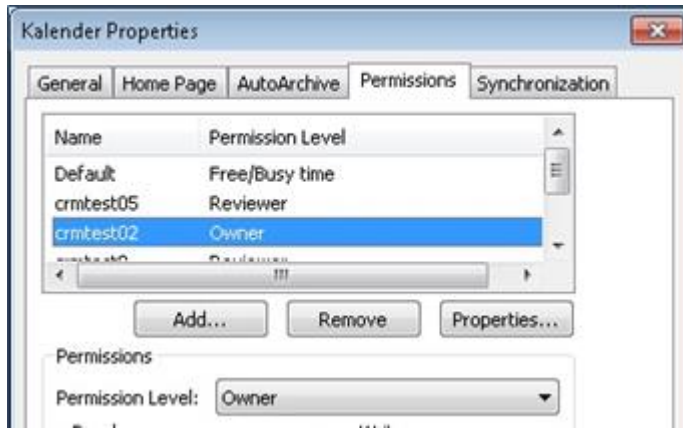 Kalender Properties
General Home Page AutoArchive Permissions Synchronization
Name Permission Level
Default Free/Busy time
crmtest05 Reviewer
crmtest02 Owner
Add... Remove Properties...
Permissions
Permission Level: Owner